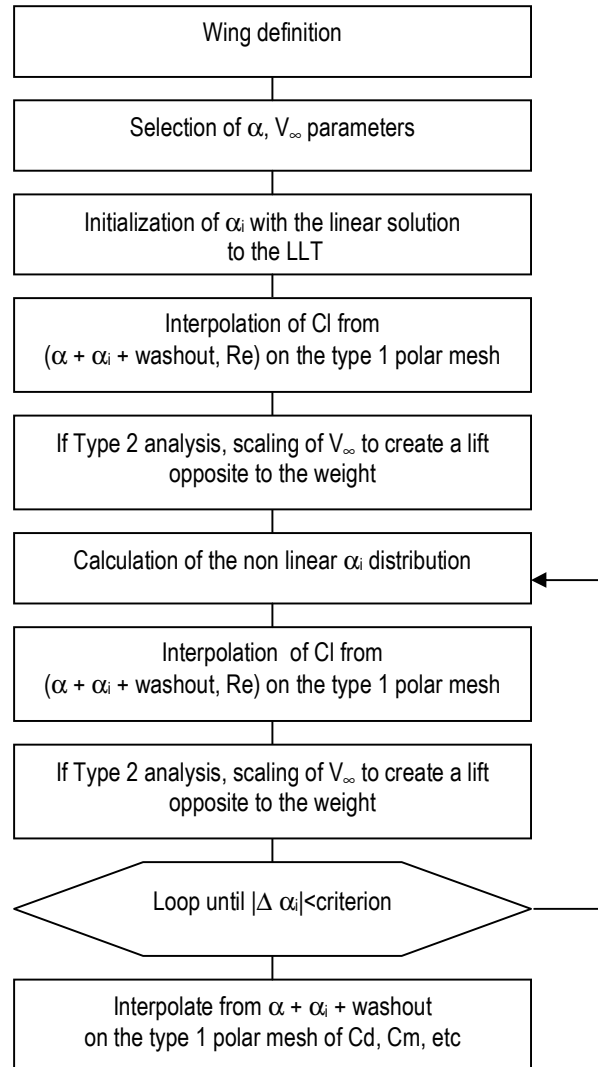 Wing definition
Selection of α, V∞ parameters
Initialization of αi with the linear solution
to the LLT
Interpolation of Cl from
(α + αi + washout, Re) on the type 1 polar mesh
If Type 2 analysis, scaling of V∞ to create a lift
opposite to the weight
Calculation of the non linear αi distribution
Interpolation of Cl from
(α + αi + washout, Re) on the type 1 polar mesh
If Type 2 analysis, scaling of V∞ to create a lift
opposite to the weight
Loop until |Δ αi|<criterion
Interpolate from α + αi + washout
on the type 1 polar mesh of Cd, Cm, etc